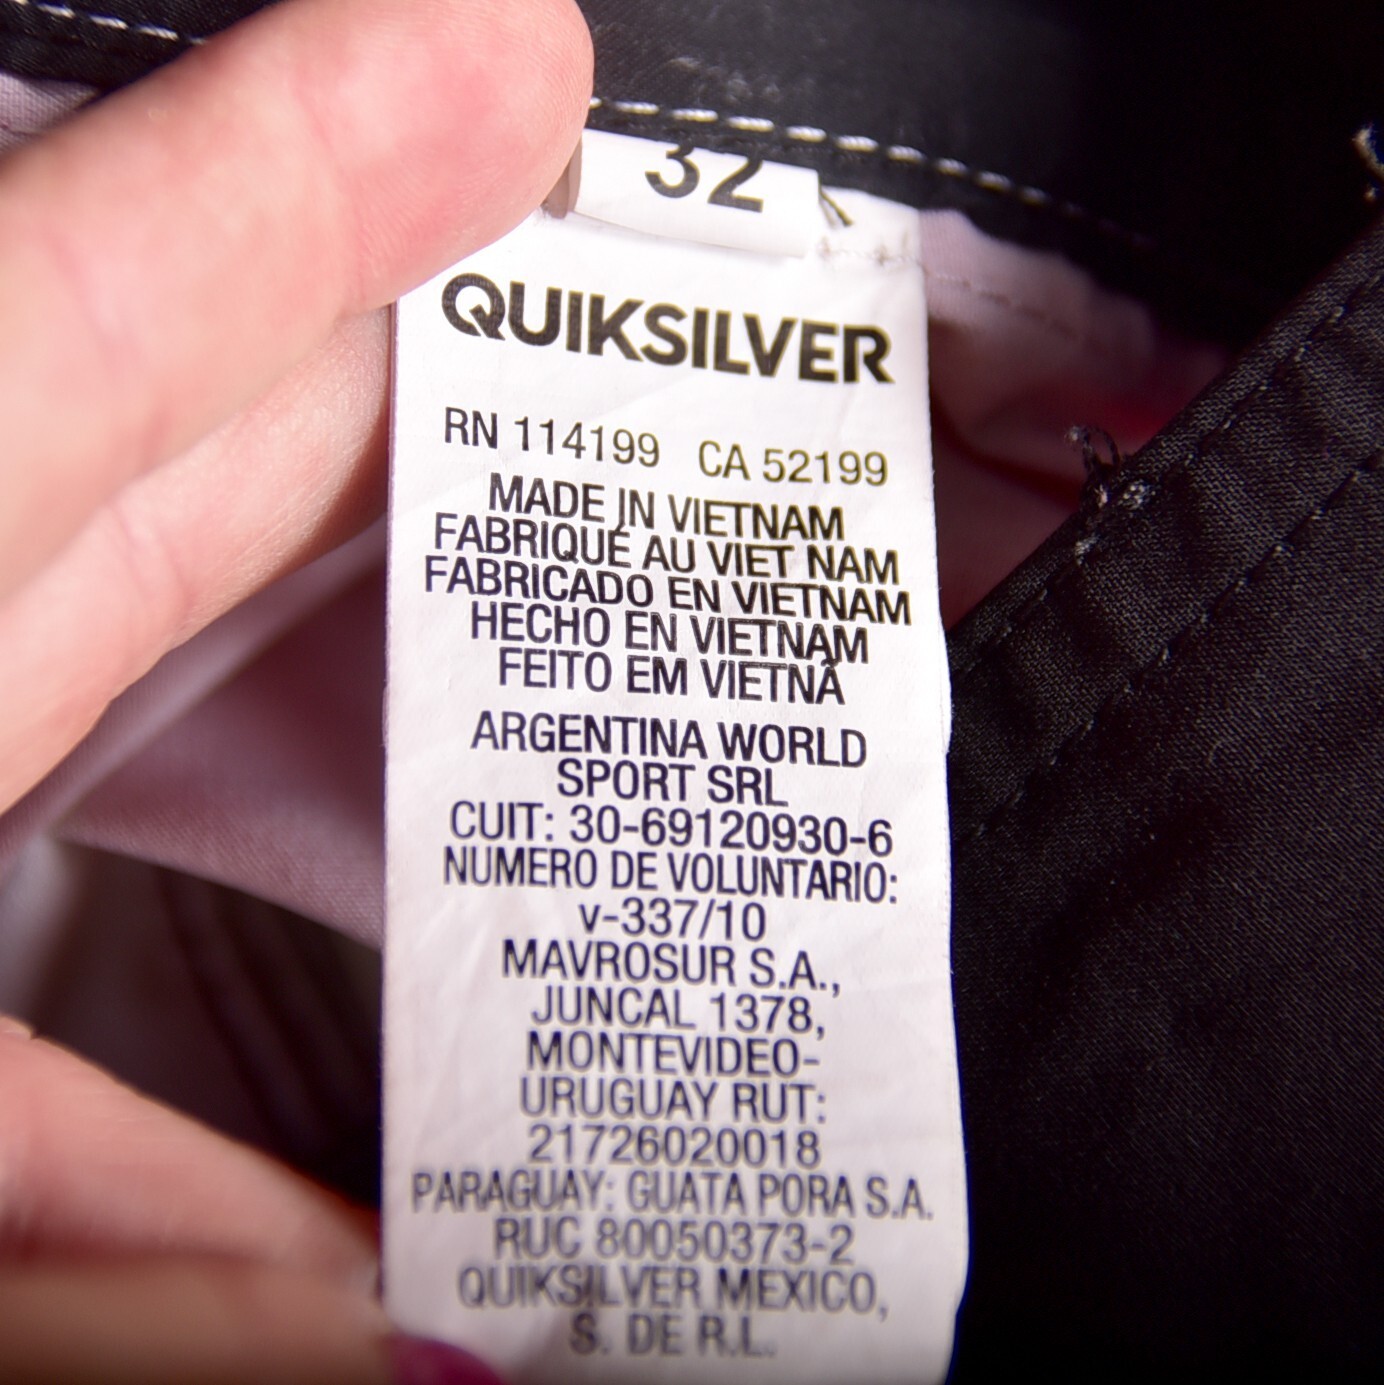 32
QUIKSILVER
RN 114199 CA 52199
MADE IN VIETNAM
FABRIQUÉ AU VIET NAM
FABRICADO EN VIETNAM
HECHO EN VIETNAM
FEITO EM VIETNÃ
ARGENTINA WORLD
SPORT SRL
CUIT: 30-69120930-6
NUMERO DE VOLUNTARIO:
v-337/10
MAVROSUR S.A.,
JUNCAL 1378,
MONTEVIDEO-
URUGUAY RUT:
21726020018
PARAGUAY: GUATA PORA S.A.
RUC 80050373-2
QUIKSILVER MEXICO,
S. DE R.L.